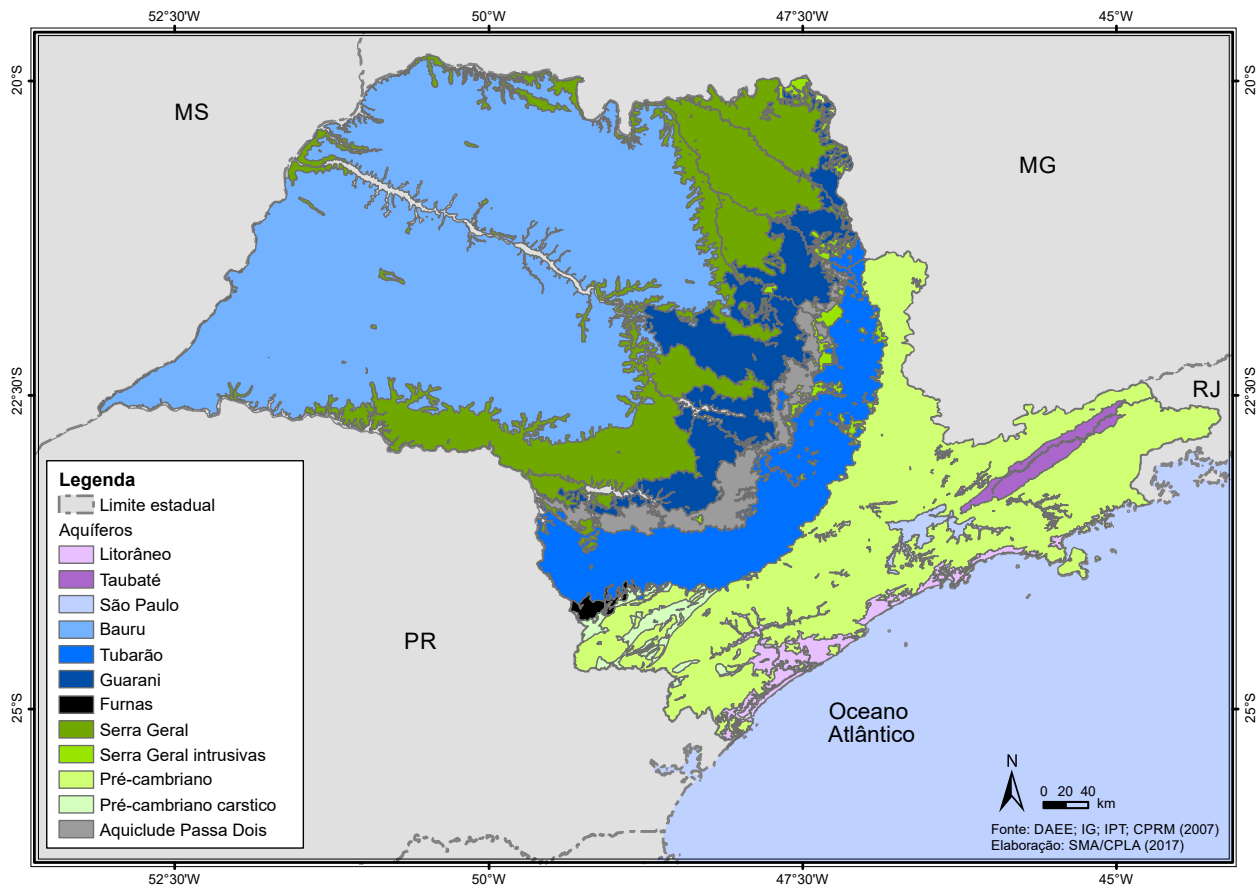 52°30'W
50°W
47°30'W
45°W
20°S
20°S
MS
MG
22°30'S
22°30'S
RJ
Legenda
Limite estadual
Aquíferos
Litorâneo
Taubaté
São Paulo
Bauru
Tubarão
Guarani
Furnas
Serra Geral
Serra Geral intrusivas
Pré-cambriano
Pré-cambriano carstico
Aquiclude Passa Dois
PR
25°S
25°S
Oceano
Atlântico
N
0 20 40
km
Fonte: DAEE; IG; IPT; CPRM (2007)
Elaboração: SMA/CPLA (2017)
52°30'W
50°W
47°30'W
45°W